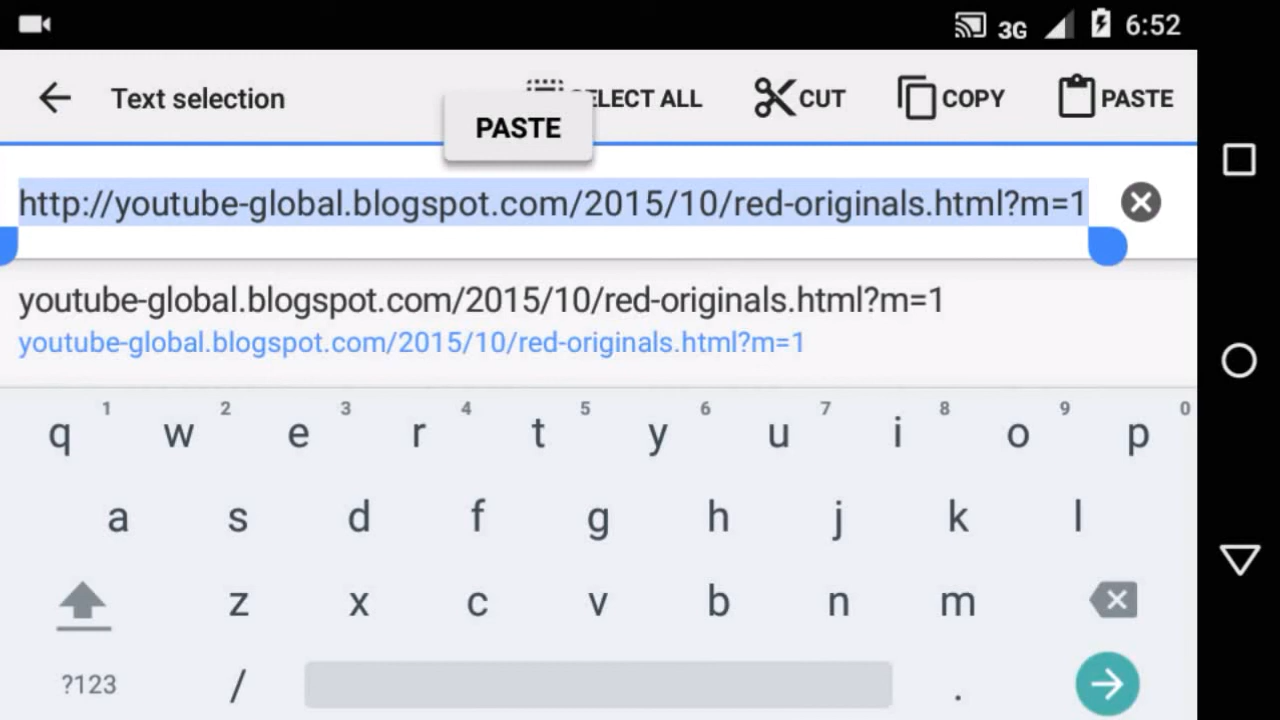 3G 6:52
Text selection SELECT ALL CUT COPY PASTE
PASTE
http://youtube-global.blogspot.com/2015/10/red-originals.html?m=1
youtube-global.blogspot.com/2015/10/red-originals.html?m=1
youtube-global.blogspot.com/2015/10/red-originals.html?m=1
1 2 3 4 5 6 7 8 9 0
q w e r t y u i o p
a s d f g h j k l
z x c v b n m
?123 / .